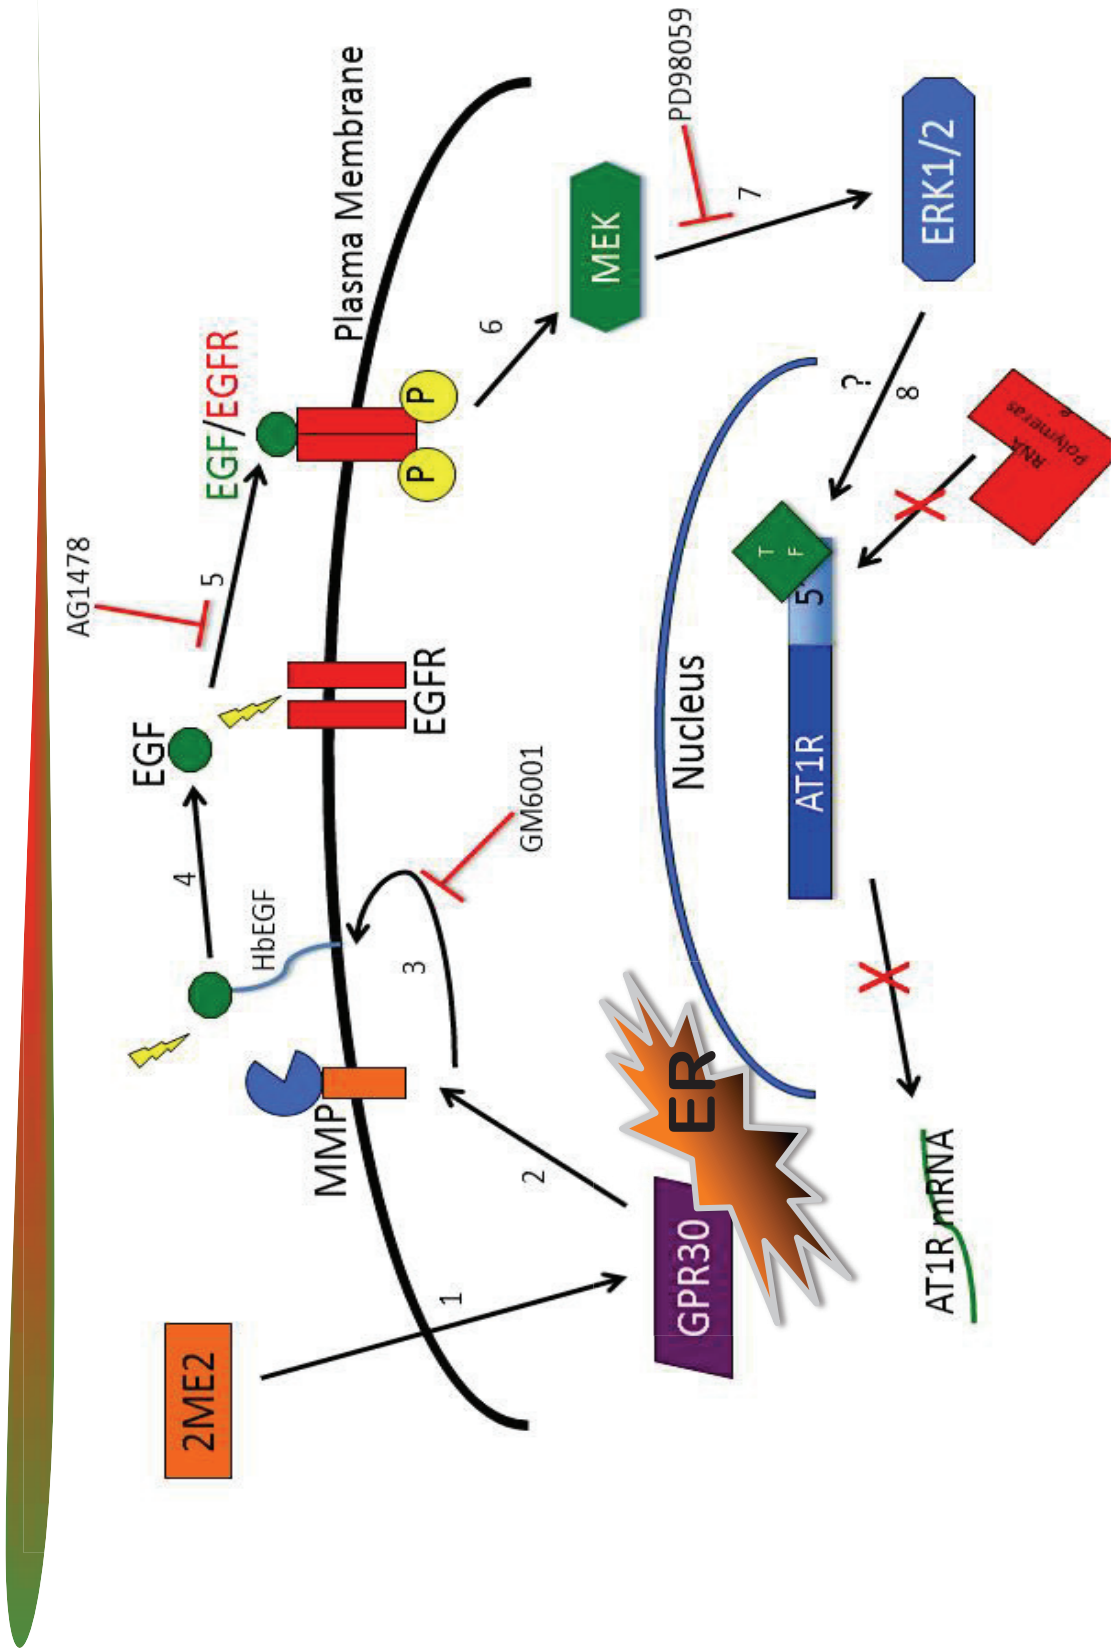 AG1478
EGF
4
5
EGF/EGFR
HbEGF
Plasma Membrane
P
P
2ME2
MMP
EGFR
6
PD98059
1
2
3
GM6001
MEK
7
GPR30
ER
Nucleus
T
F
?
8
ERK1/2
AT1R
5'
RNA
Polymeras
e
AT1R mRNA